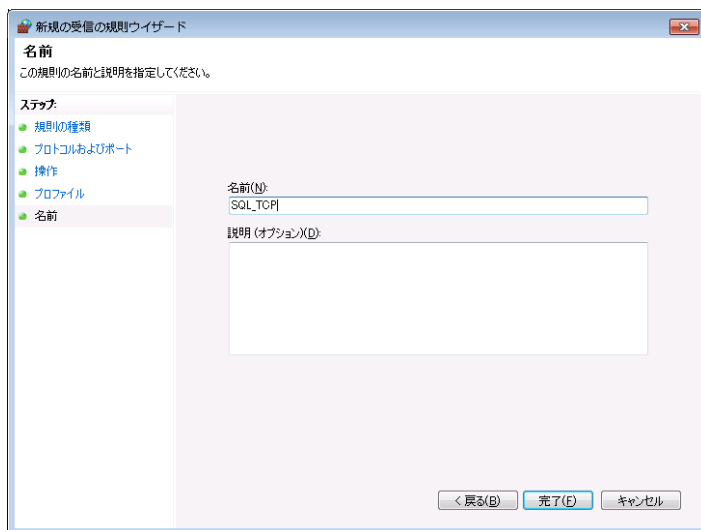 新規の受信の規則ウィザード
名前
この規則の名前と説明を指定してください。
ステップ:
規則の種類
プロトコルおよびポート
操作
プロファイル
名前
名前(N):
SQL_TCP
説明 (オプション)(D):
< 戻る(B)
完了(F)
キャンセル